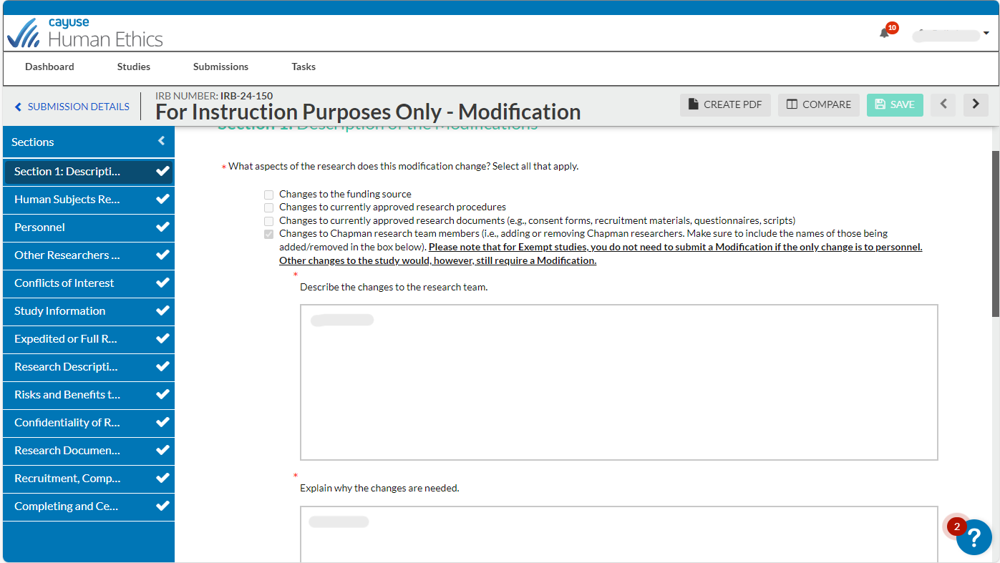 cayuse
Human Ethics
10
Dashboard Studies Submissions Tasks
SUBMISSION DETAILS
IRB NUMBER: IRB-24-150
For Instruction Purposes Only - Modification
CREATE PDF
COMPARE
SAVE
Sections
Section 1: Descripti...
Human Subjects Re...
Personnel
Other Researchers ...
Conflicts of Interest
Study Information
Expedited or Full R...
Research Descripti...
Risks and Benefits t...
Confidentiality of R...
Research Documen...
Recruitment, Comp...
Completing and Ce...
Section 1: Description of the Modifications
* What aspects of the research does this modification change? Select all that apply.
Changes to the funding source
Changes to currently approved research procedures
Changes to currently approved research documents (e.g., consent forms, recruitment materials, questionnaires, scripts)
Changes to Chapman research team members (i.e., adding or removing Chapman researchers. Make sure to include the names of those being
added/removed in the box below). Please note that for Exempt studies, you do not need to submit a Modification if the only change is to personnel.
Other changes to the study would, however, still require a Modification.
*
Describe the changes to the research team.
*
Explain why the changes are needed.
2
?